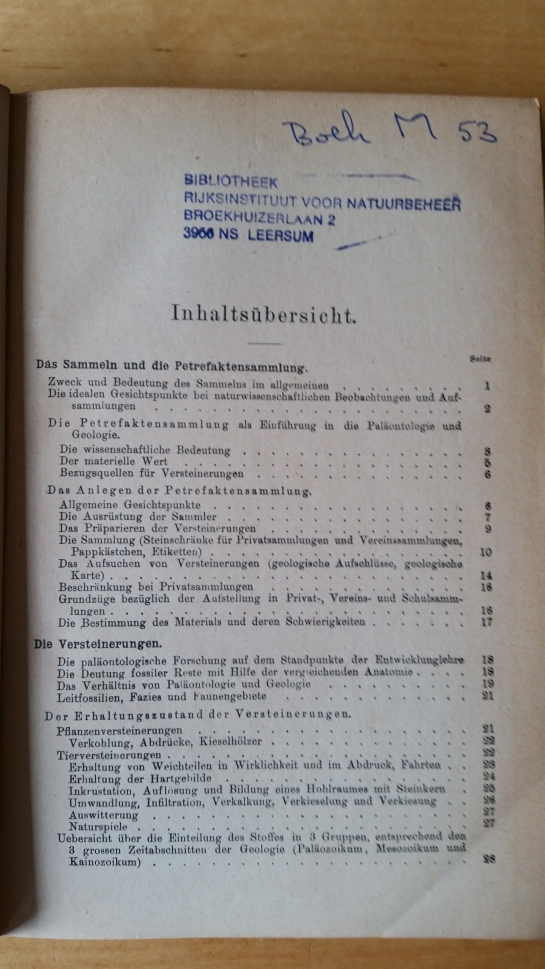 Boek M 53
BIBLIOTHEEK
RIJKSINSTITUUT VOOR NATUURBEHEER
BROEKHUIZERLAAN 2
3956 NS LEERSUM
Inhaltsübersicht.
Seite
Das Sammeln und die Petrefaktensammlung.
Zweck und Bedeutung des Sammelns im allgemeinen . . . . . . . . 1
Die idealen Gesichtspunkte bei naturwissenschaftlichen Beobachtungen und Auf-
sammlungen . . . . . . . . . . . . . . . 2
Die Petrefaktensammlung als Einführung in die Paläontologie und
Geologie.
Die wissenschaftliche Bedeutung . . . . . . . . . . . 3
Der materielle Wert . . . . . . . . . . . . . . 5
Bezugsquellen für Versteinerungen . . . . . . . . . . 6
Das Anlegen der Petrefaktensammlung.
Allgemeine Gesichtspunkte . . . . . . . . . . . . 6
Die Ausrüstung der Sammler . . . . . . . . . . . . 7
Das Präparieren der Versteinerungen . . . . . . . . . . 9
Die Sammlung (Steinschränke für Privatsammlungen und Vereinssammlungen,
Pappkästchen, Etiketten) . . . . . . . . . . . . 10
Das Aufsuchen von Versteinerungen (geologische Aufschlüsse, geologische
Karte) . . . . . . . . . . . . . . . . . 14
Beschränkung bei Privatsammlungen . . . . . . . . . . 16
Grundzüge bezüglich der Aufstellung in Privat-, Vereins- und Schulsamm-
lungen . . . . . . . . . . . . . . . . . 16
Die Bestimmung des Materials und deren Schwierigkeiten . . . . . 17
Die Versteinerungen.
Die paläontologische Forschung auf dem Standpunkte der Entwicklunglehre 18
Die Deutung fossiler Reste mit Hilfe der vergleichenden Anatomie . . . . 18
Das Verhältnis von Paläontologie und Geologie . . . . . . . . 19
Leitfossilien, Fazies und Faunengebiete . . . . . . . . . 21
Der Erhaltungszustand der Versteinerungen.
Pflanzenversteinerungen . . . . . . . . . . . . . 21
Verkohlung, Abdrücke, Kieselhölzer . . . . . . . . . . 22
Tierversteinerungen . . . . . . . . . . . . . . 22
Erhaltung von Weichteilen in Wirklichkeit und im Abdruck, Fährten . . 23
Erhaltung der Hartgebilde . . . . . . . . . . . . 24
Inkrustation, Auflösung und Bildung eines Hohlraumes mit Steinkern . . 25
Umwandlung, Infiltration, Verkalkung, Verkieselung und Verkiesung . . 26
Auswitterung . . . . . . . . . . . . . . . . 27
Naturspiele . . . . . . . . . . . . . . . . 27
Uebersicht über die Einteilung des Stoffes in 3 Gruppen, entsprechend den
3 grossen Zeitabschnitten der Geologie (Paläozoikum, Mesozoikum und
Kainozoikum) . . . . . . . . . . . . . . . 28